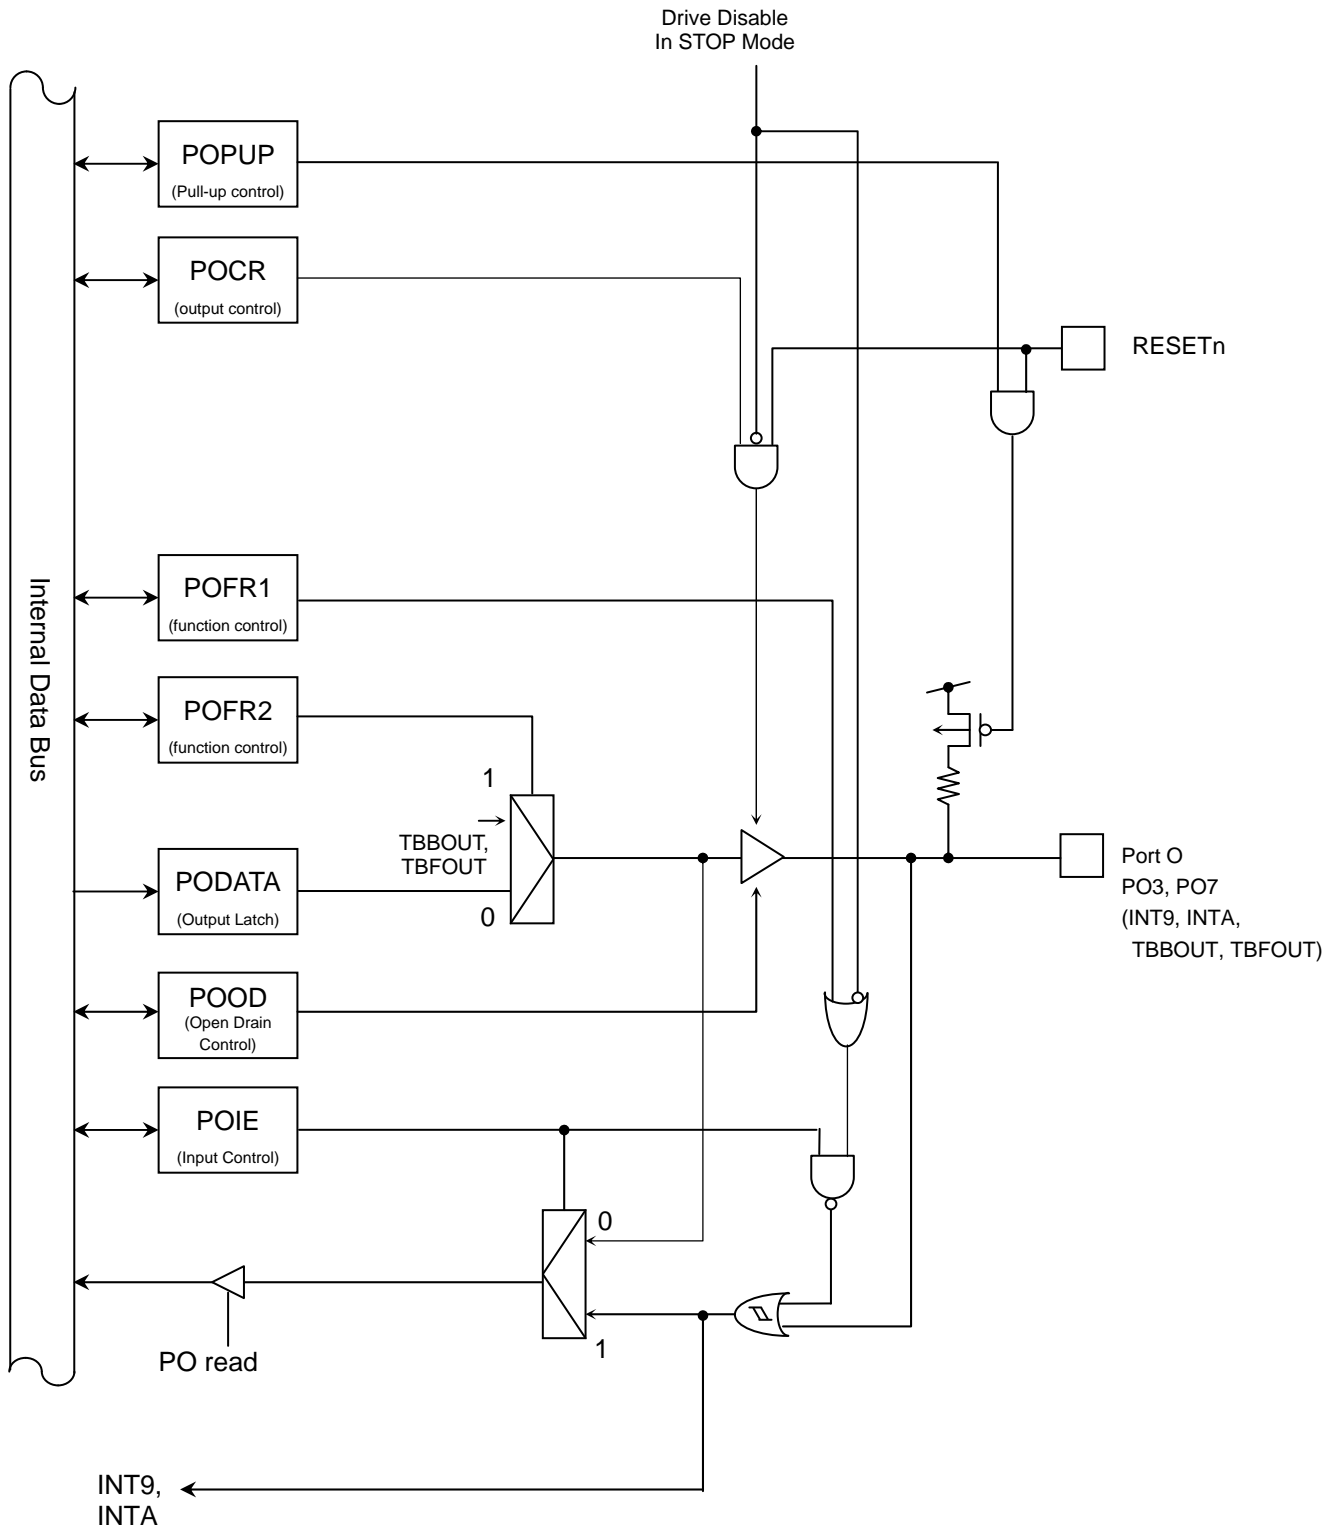 Drive Disable
In STOP Mode
POPUP
(Pull-up control)
POCR
(output control)
RESETn
POFR1
(function control)
Internal Data Bus
POFR2
(function control)
1
TBBOUT,
TBFOUT
PODATA
(Output Latch)
0
Port O
PO3, PO7
(INT9, INTA,
TBBOUT, TBFOUT)
POOD
(Open Drain
Control)
POIE
(Input Control)
0
1
PO read
INT9,
INTA